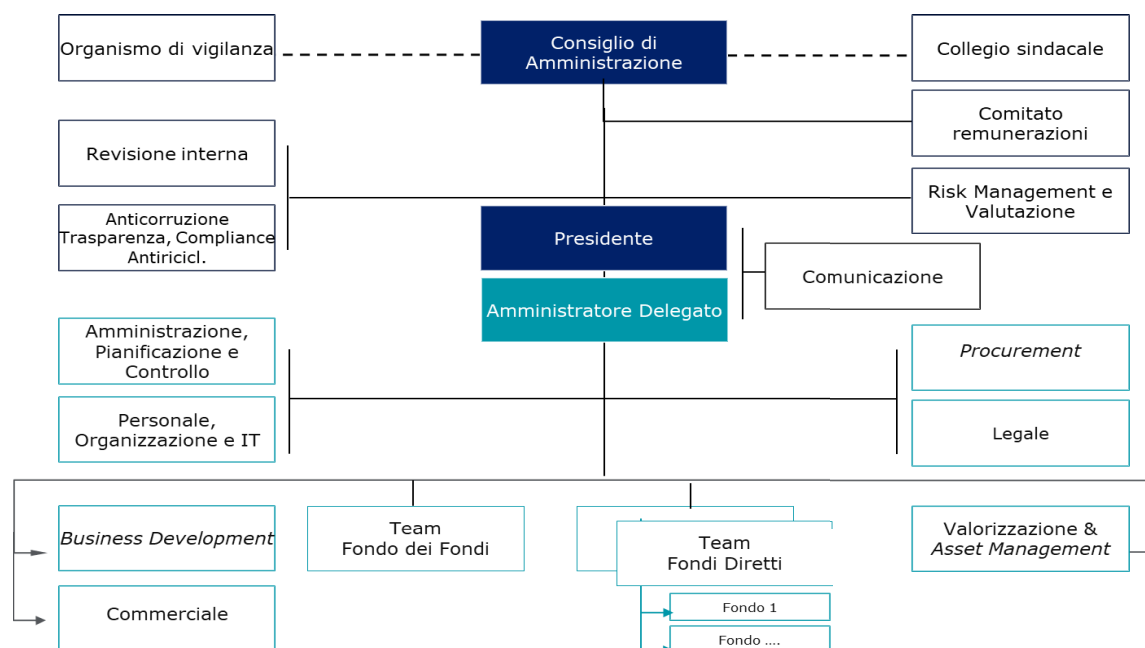 Organismo di vigilanza
Consiglio di
Amministrazione
Collegio sindacale
Comitato
remunerazioni
Revisione interna
Risk Management e
Valutazione
Anticorruzione
Trasparenza, Compliance
Antiricicl.
Presidente
Comunicazione
Amministratore Delegato
Amministrazione,
Pianificazione e
Controllo
Procurement
Personale,
Organizzazione e IT
Legale
Business Development
Team
Fondo dei Fondi
Team
Fondi Diretti
Valorizzazione &
Asset Management
Commerciale
Fondo 1
Fondo ....